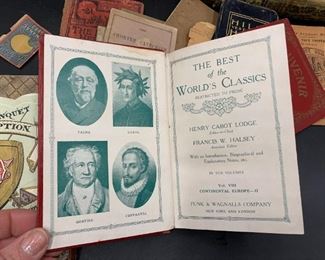 TAINE DANTE
GOETHE CERVANTES
THE BEST
of the
WORLD'S CLASSICS
RESTRICTED TO PROSE
HENRY CABOT LODGE
Editor-in-Chief
FRANCIS W. HALSEY
Associate Editor
With an Introduction, Biographical and
Explanatory Notes, etc.
IN TEN VOLUMES
Vol. VIII
CONTINENTAL EUROPE—II
FUNK & WAGNALLS COMPANY
NEW YORK AND LONDON
SOUVENIR